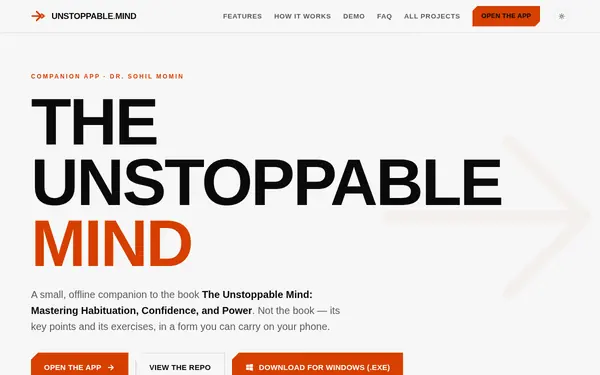 UNSTOPPABLE.MIND
FEATURES
HOW IT WORKS
DEMO
FAQ
ALL PROJECTS
OPEN THE APP
COMPANION APP · DR. SOHIL MOMIN
THE
UNSTOPPABLE
MIND
A small, offline companion to the book The Unstoppable Mind:
Mastering Habituation, Confidence, and Power. Not the book — its
key points and its exercises, in a form you can carry on your phone.
OPEN THE APP →
VIEW THE REPO
DOWNLOAD FOR WINDOWS (.EXE)